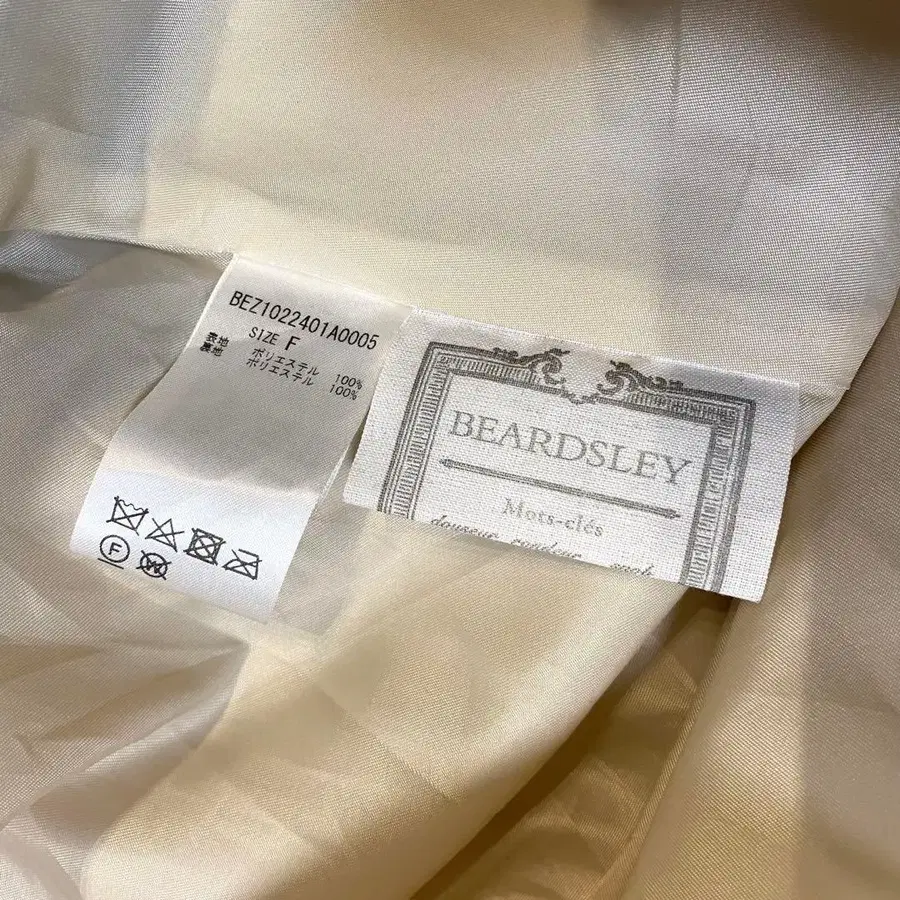 BEZ1022401A0005
SIZE F
表地 ポリエステル 100%
裏地 ポリエステル 100%
F
W
BEARDSLEY
Mots-clés